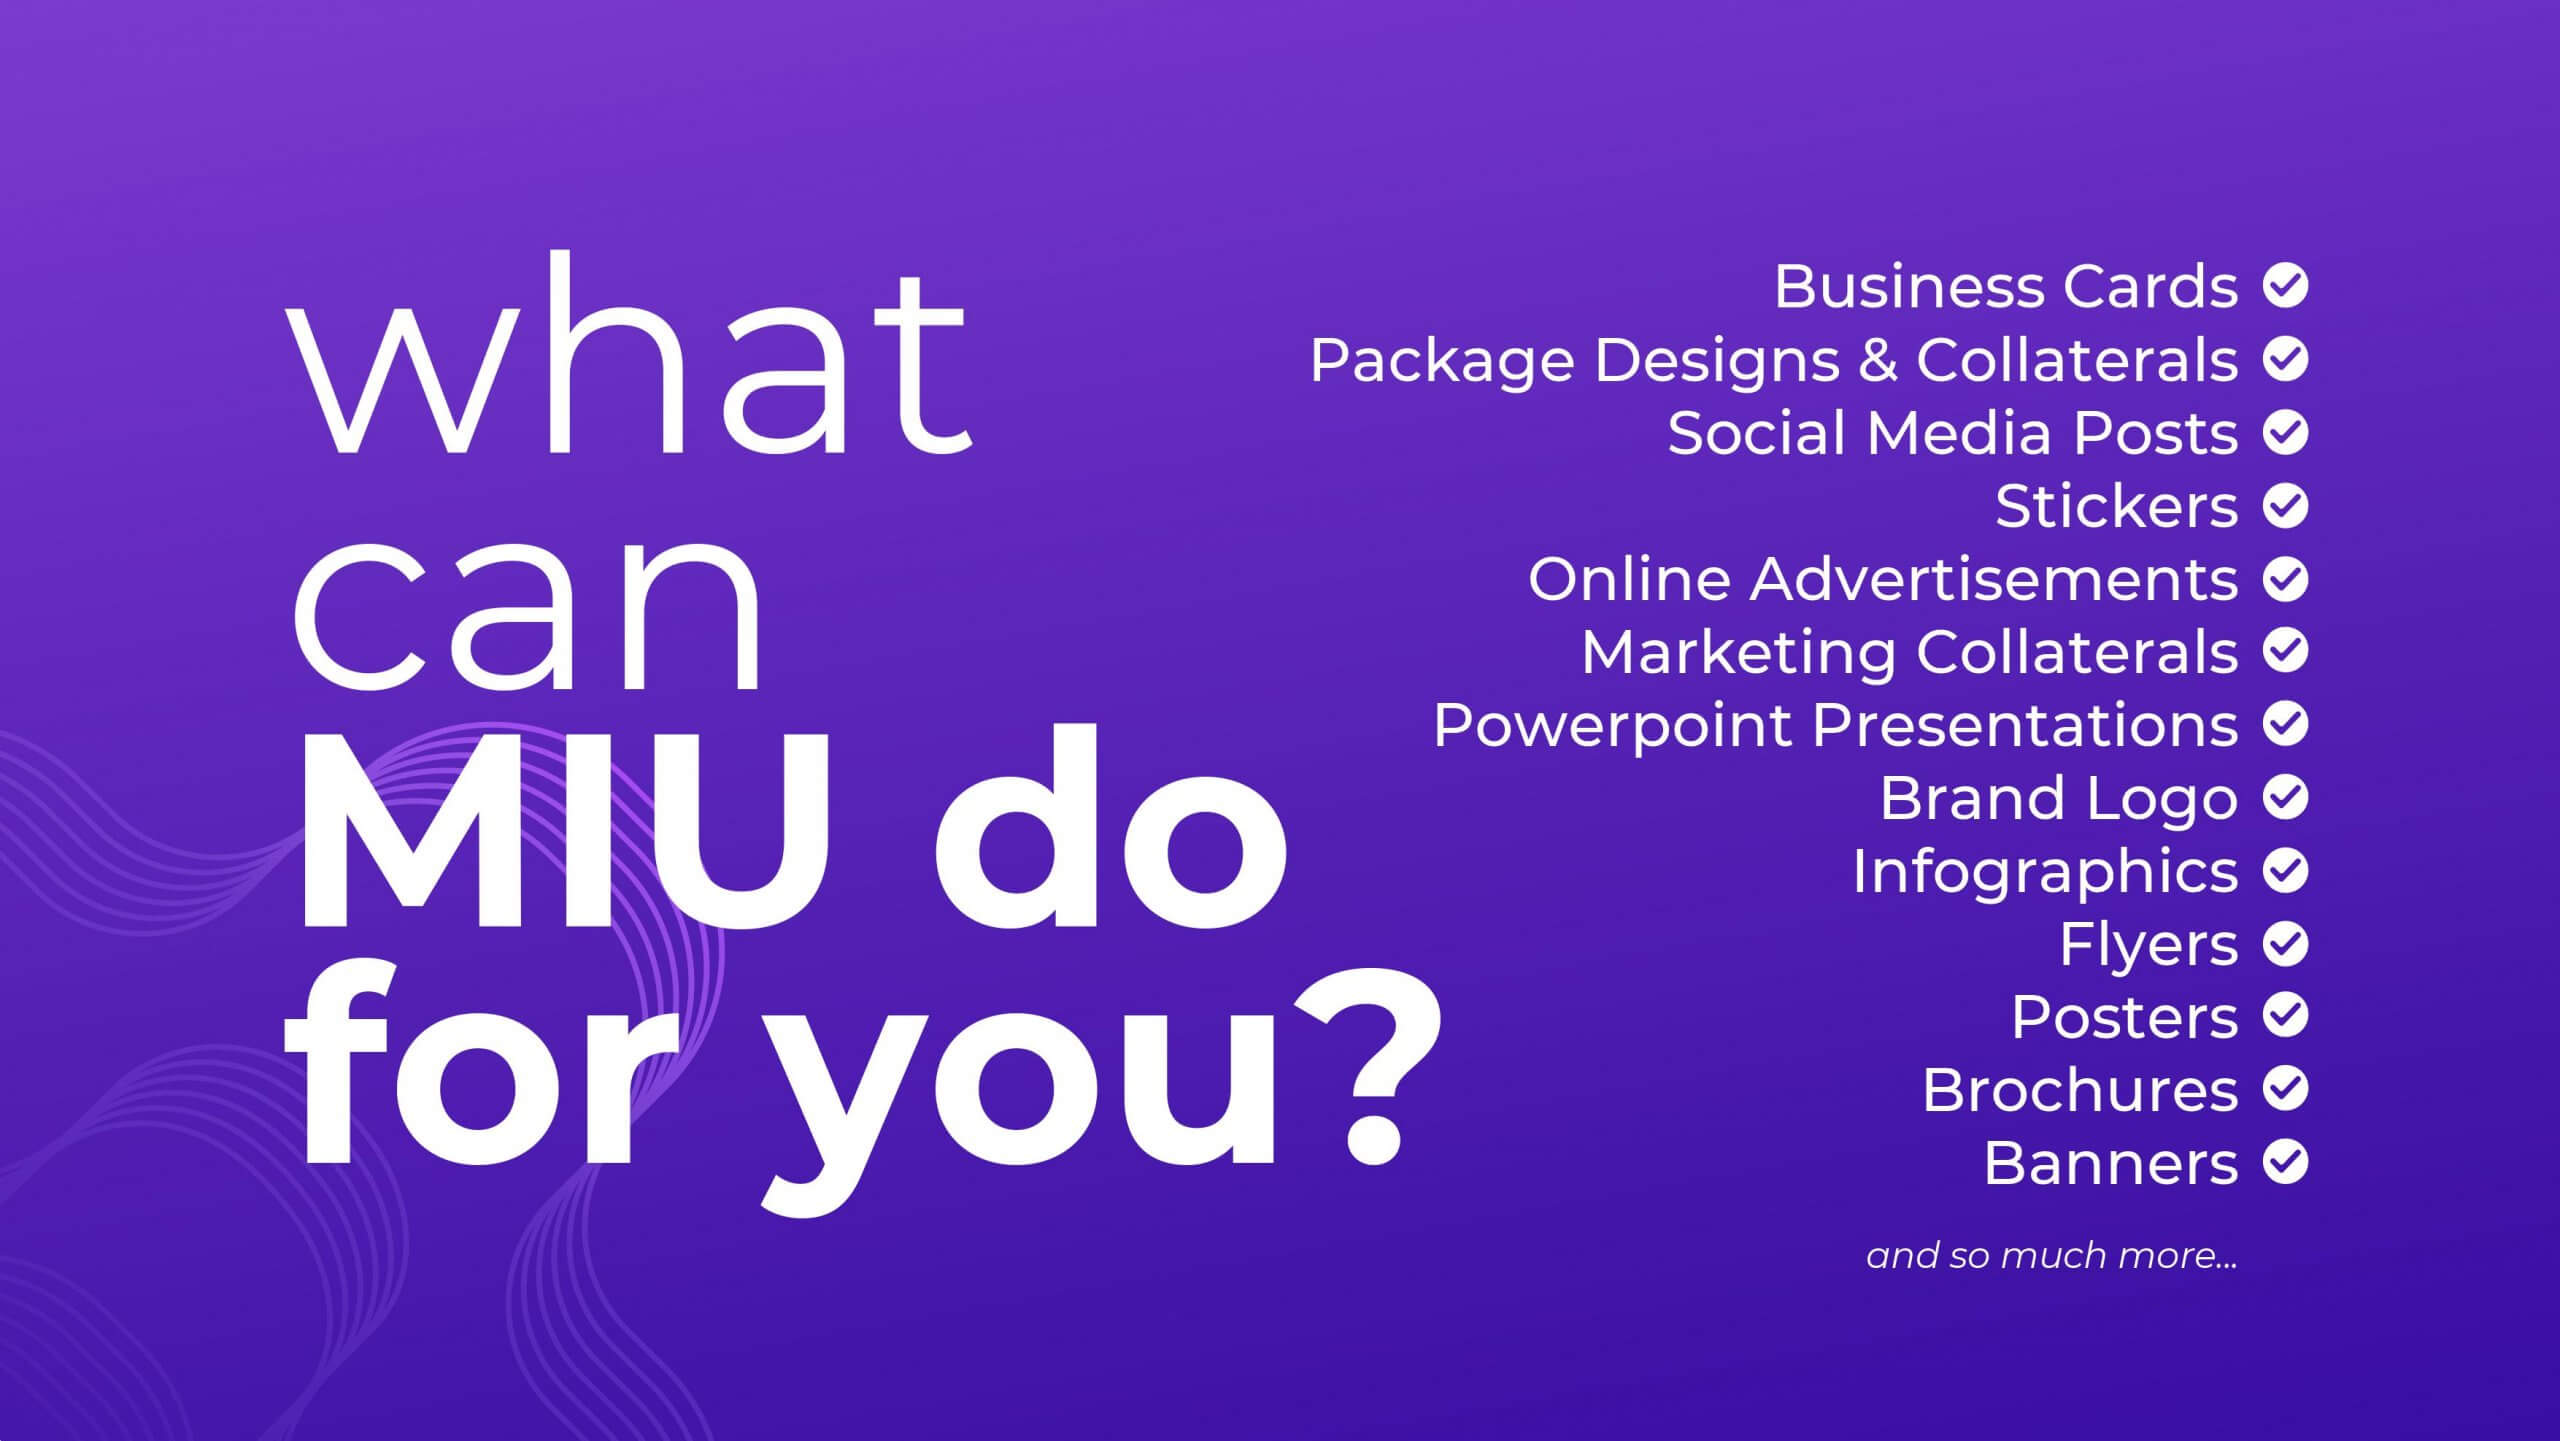 what
can
MIU do
for you?
Business Cards
Package Designs & Collaterals
Social Media Posts
Stickers
Online Advertisements
Marketing Collaterals
Powerpoint Presentations
Brand Logo
Infographics
Flyers
Posters
Brochures
Banners
and so much more...